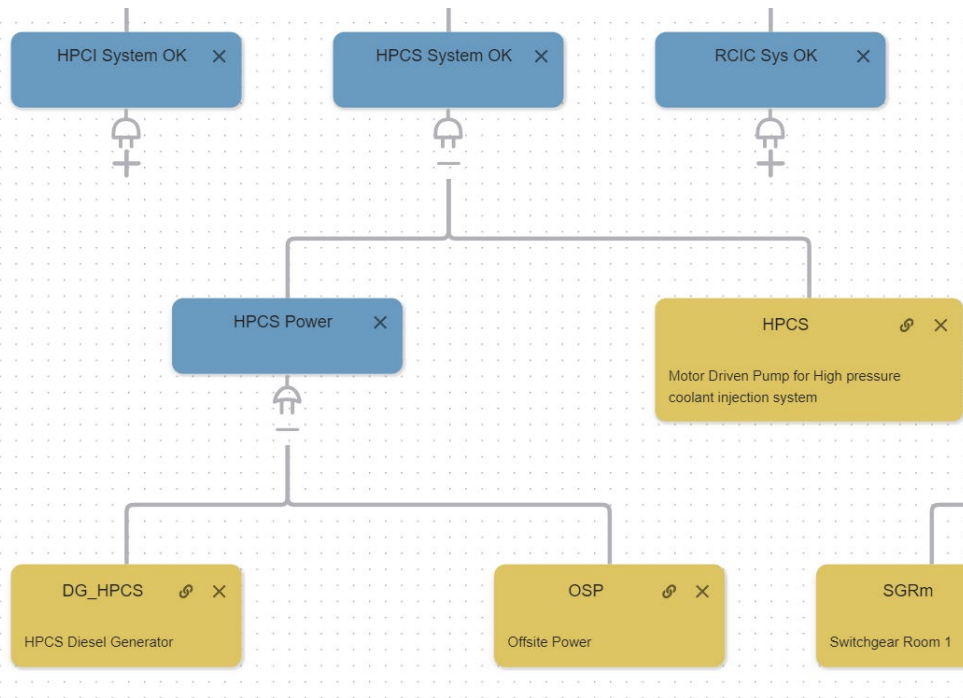 HPCI System OK
HPCS System OK
RCIC Sys OK
HPCS Power
HPCS
Motor Driven Pump for High pressure
coolant injection system
DG_HPCS
HPCS Diesel Generator
OSP
Offsite Power
SGRm
Switchgear Room 1